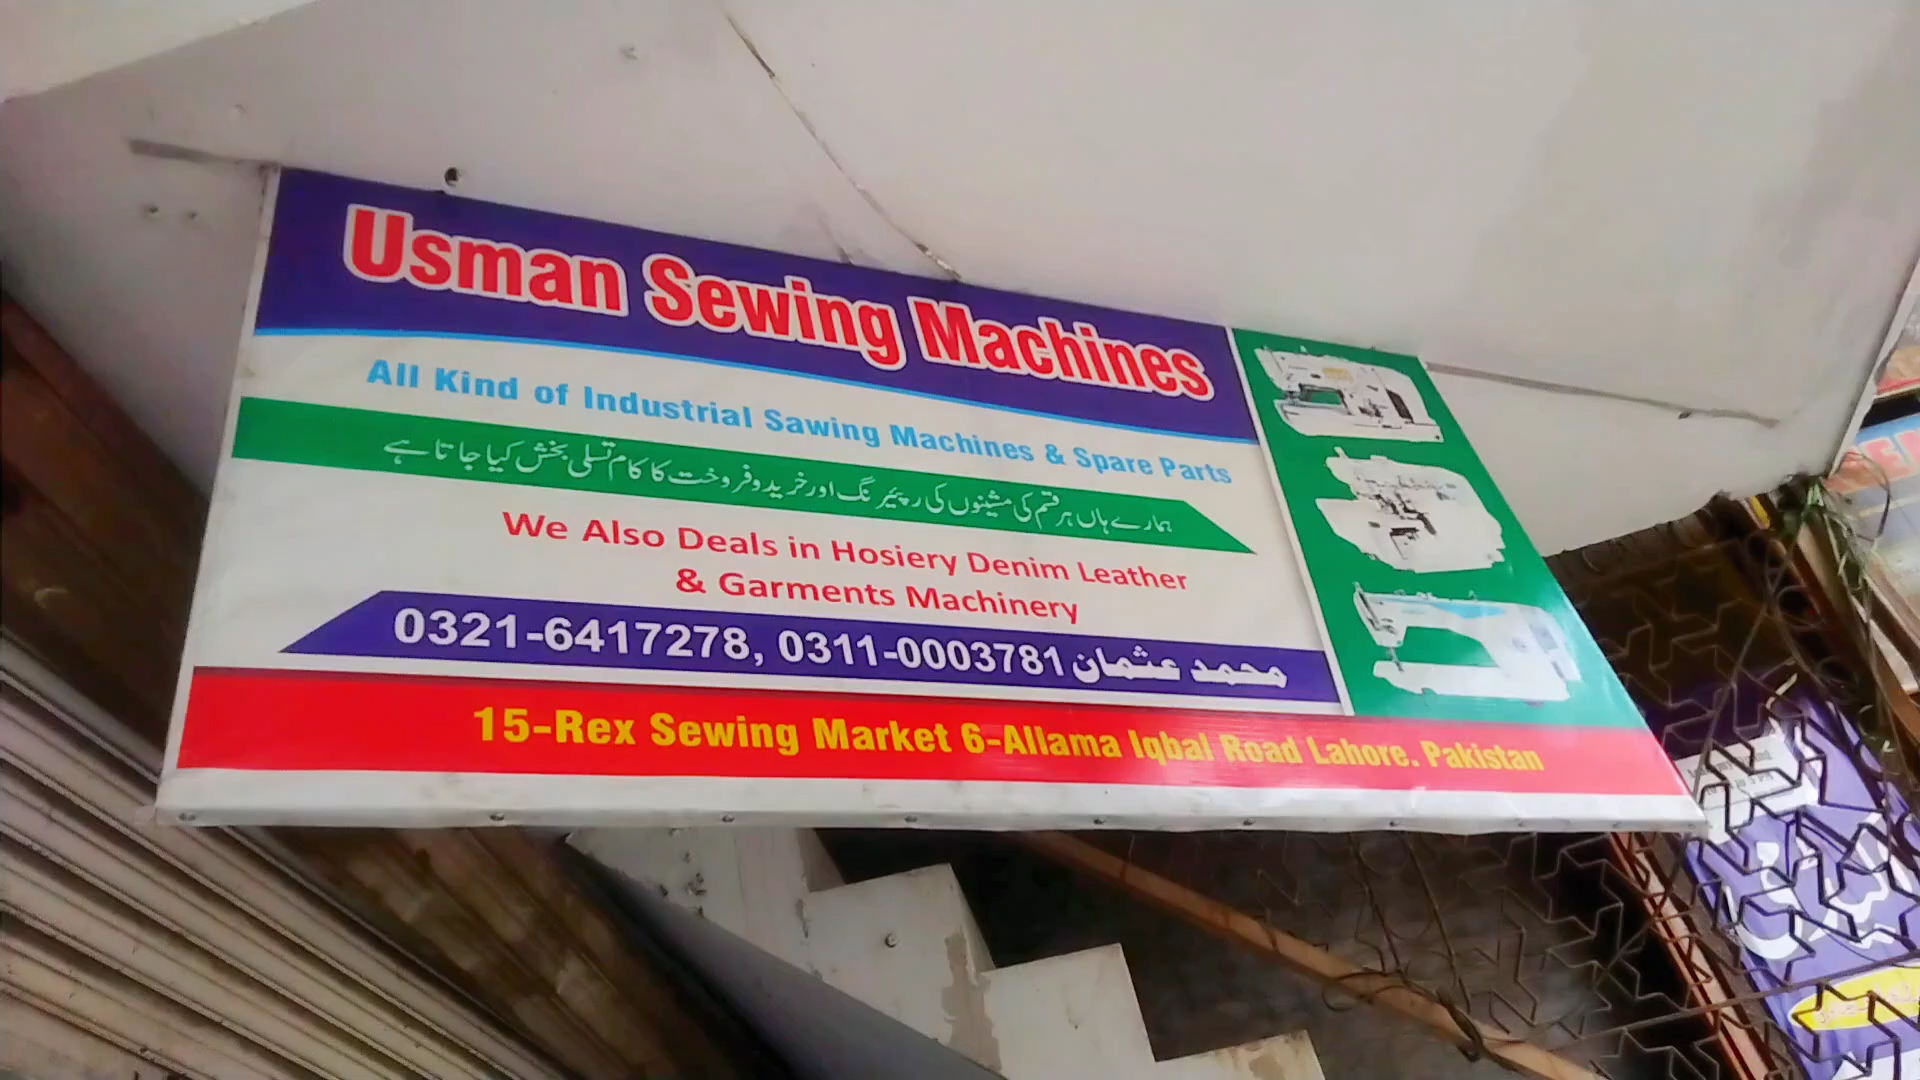 Usman Sewing Machines
All Kind of Industrial Sawing Machines & Spare Parts
ہمارے ہاں ہر قسم کی مشینوں کی رپیئرنگ اور خرید و فروخت کا کام تسلی بخش کیا جاتا ہے
We Also Deals in Hosiery Denim Leather
& Garments Machinery
0321-6417278, 0311-0003781 محمد عثمان
15-Rex Sewing Market 6-Allama Iqbal Road Lahore. Pakistan